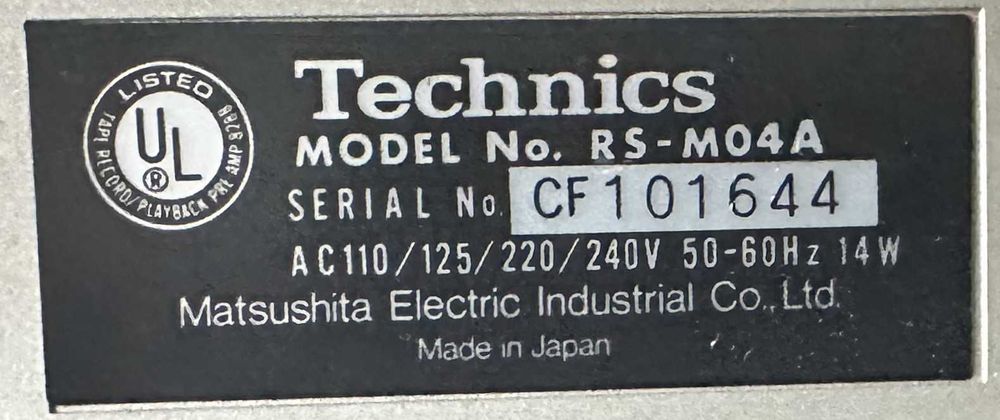 LISTED
UL
®
TAPE RECORD/PLAYBACK PRE AMP 828B
Technics
MODEL No. RS-M04A
SERIAL No. CF101644
AC110/125/220/240V 50-60Hz 14W
Matsushita Electric Industrial Co., Ltd.
Made in Japan